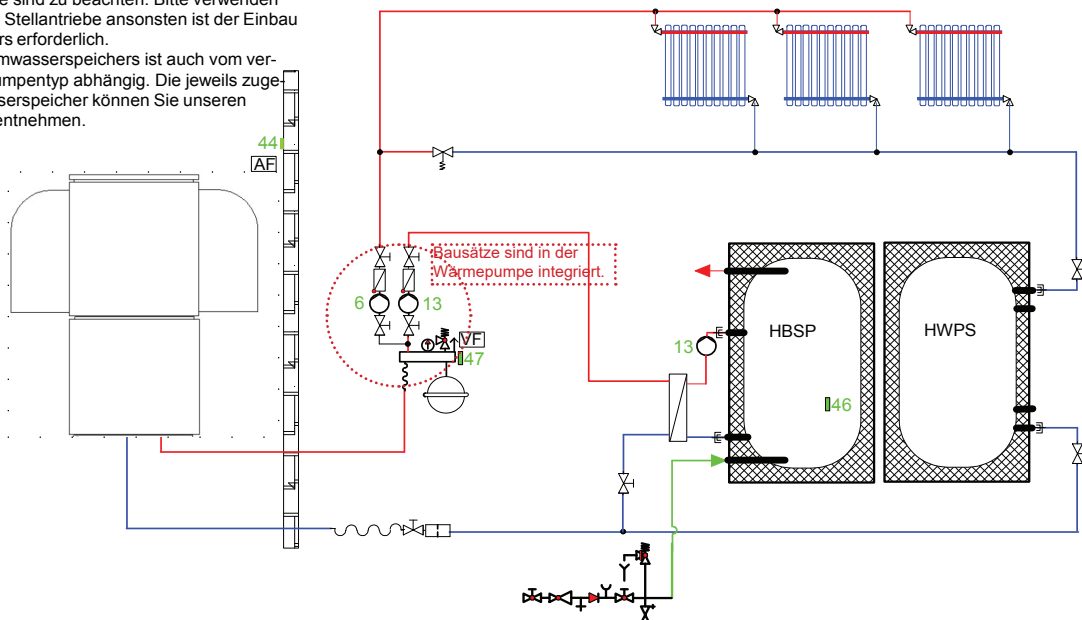 e sind zu beachten. Bitte verwenden
Stellantriebe ansonsten ist der Einbau
rs erforderlich.
mwasserspeichers ist auch vom ver-
umpentyp abhängig. Die jeweils zuge-
serspeicher können Sie unseren
entnehmen.
44
AF
Bausätze sind in der
Wärmepumpe integriert.
6
13
VF
47
13
HBSP
HWPS
46